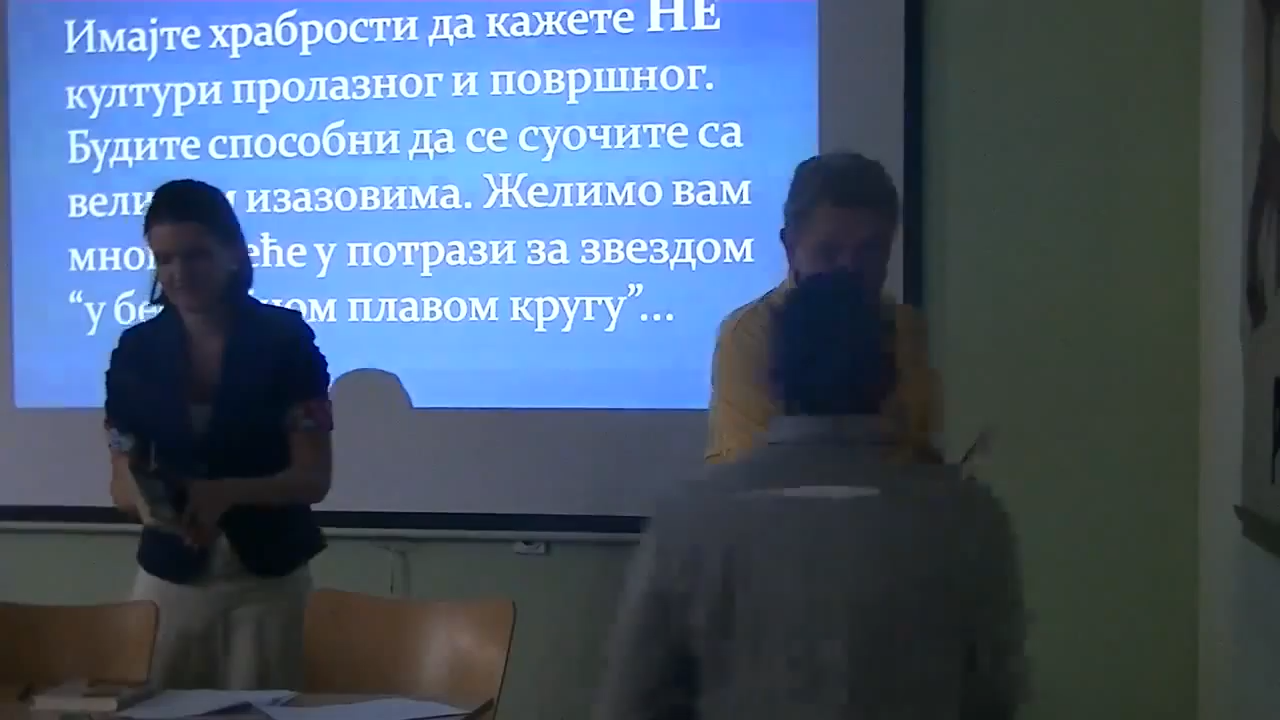 Имајте храбрости да кажете НЕ
културу пролазног и површног.
Будите способни да се суочите са
изазовима. Желимо вам
у потрази за звездом
“у плавом кругу”...